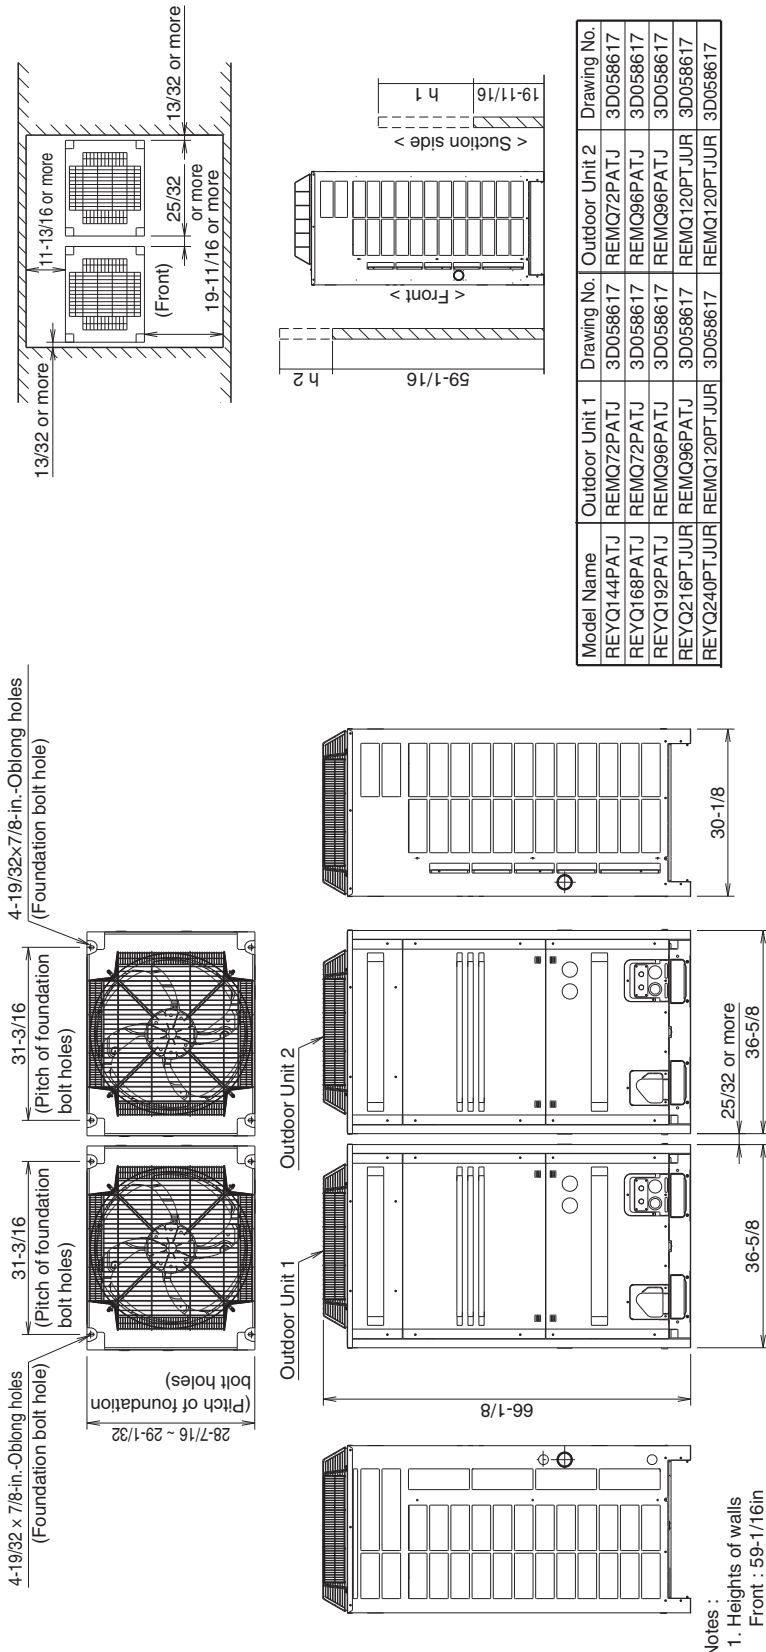 4-19/32 x 7/8-in.-Oblong holes
(Foundation bolt hole)
31-3/16
(Pitch of foundation
bolt holes)
31-3/16
(Pitch of foundation
bolt holes)
4-19/32×7/8-in.-Oblong holes
(Foundation bolt hole)
28-7/16 ~ 29-1/32
(Pitch of foundation
bolt holes)
Outdoor Unit 1
Outdoor Unit 2
66-1/8
36-5/8
25/32 or more
36-5/8
30-1/8
13/32 or more
11-13/16 or more
(Front)
25/32
or more
19-11/16 or more
13/32 or more
h 2
59-1/16
< Front >
< Suction side >
h 1
19-11/16
Model Name Outdoor Unit 1 Drawing No. Outdoor Unit 2 Drawing No.
REYQ144PATJ REMQ72PATJ 3D058617 REMQ72PATJ 3D058617
REYQ168PATJ REMQ72PATJ 3D058617 REMQ96PATJ 3D058617
REYQ192PATJ REMQ96PATJ 3D058617 REMQ96PATJ 3D058617
REYQ216PTJUR REMQ96PATJ 3D058617 REMQ120PTJUR 3D058617
REYQ240PTJUR REMQ120PTJUR 3D058617 REMQ120PTJUR 3D058617
Notes :
1. Heights of walls
Front : 59-1/16in